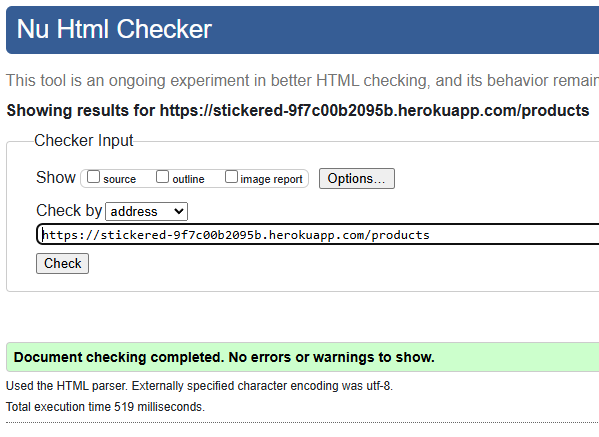 Nu Html Checker
This tool is an ongoing experiment in better HTML checking, and its behavior remain
Showing results for https://stickered-9f7c00b2095b.herokuapp.com/products
Checker Input
Show source outline image report Options...
Check by address
https://stickered-9f7c00b2095b.herokuapp.com/products
Check
Document checking completed. No errors or warnings to show.
Used the HTML parser. Externally specified character encoding was utf-8.
Total execution time 519 milliseconds.